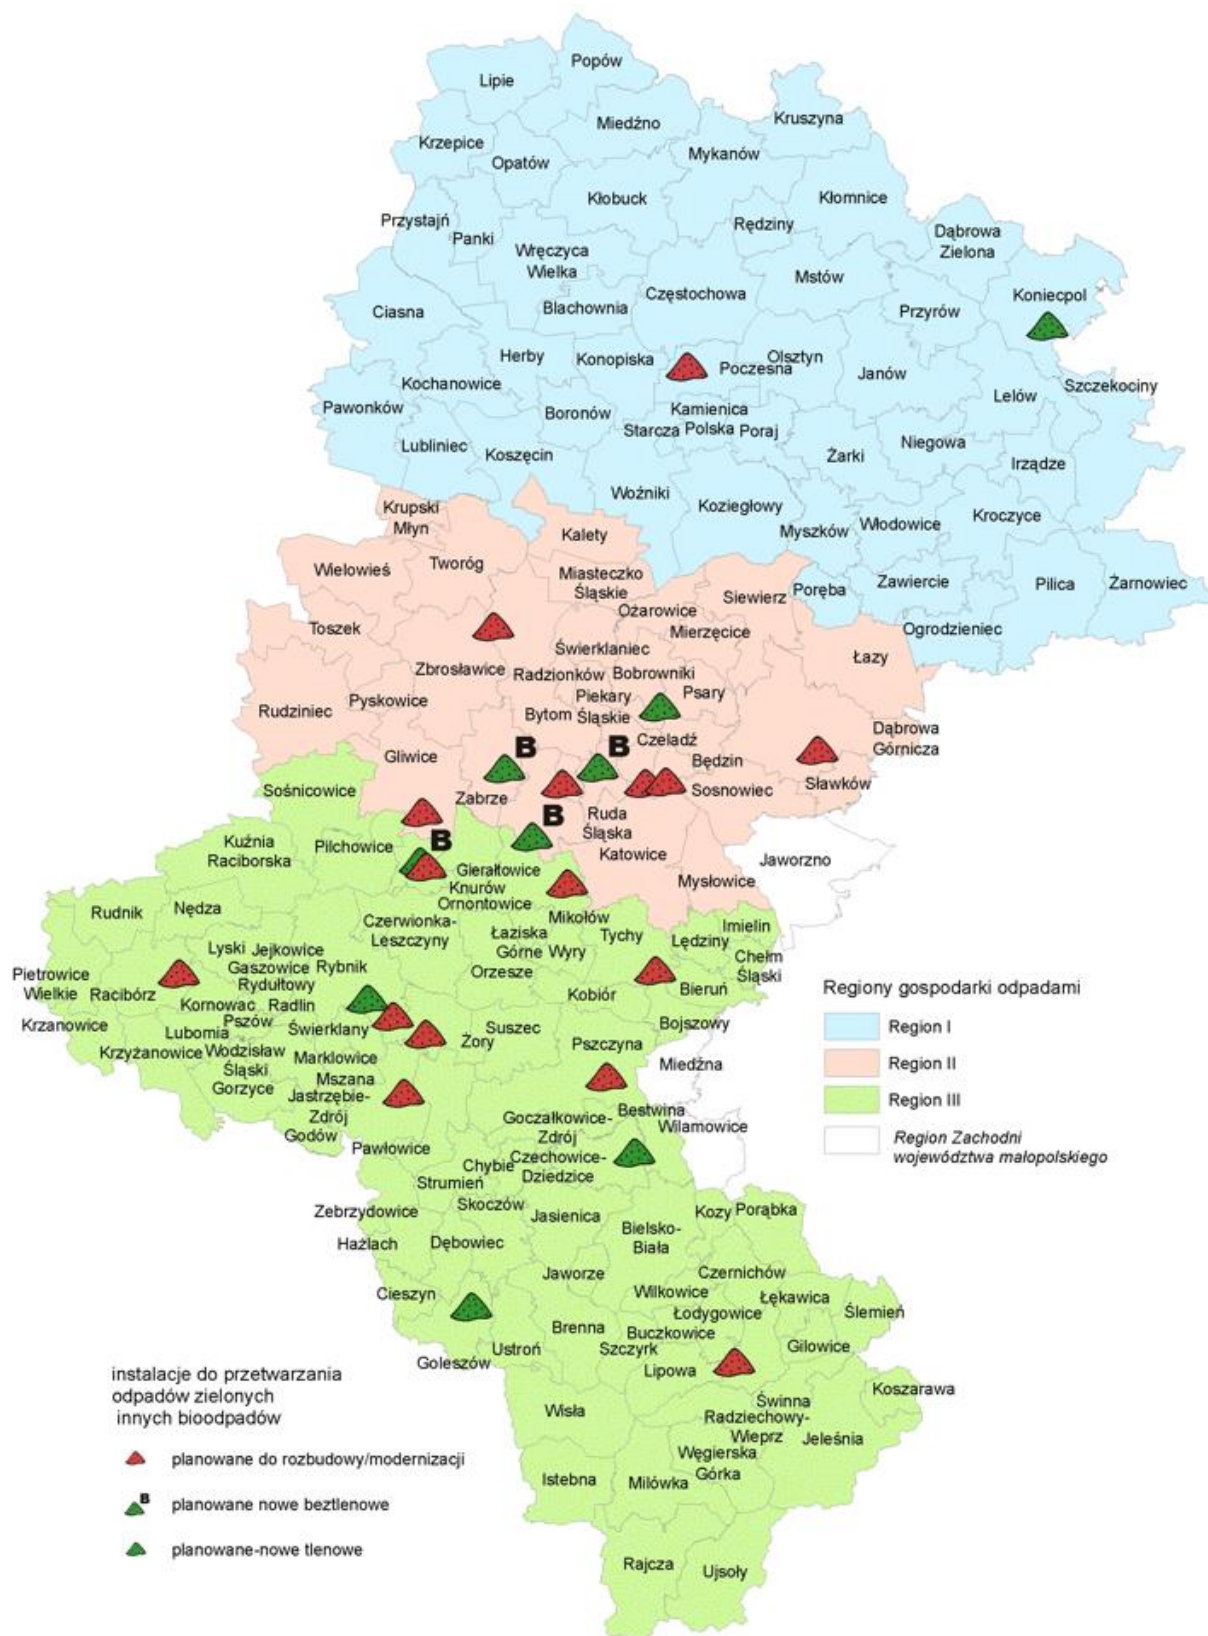 Popów
Lipie
Kruszyna
Miedźno
Krzepice
Mykanów
Opatów
Kłobuck
Kłomnice
Przystajń
Rędziny
Panki
Dąbrowa
Zielona
Wręczyca
Wielka
Mstów
Częstochowa
Koniecpol
Blachownia
Przyrów
Ciasna
Herby
Konopiska
Olsztyn
Poczesna
Janów
Kochanowice
Szczekociny
Lelów
Pawonków
Boronów
Kamienica
Polska
Starcza
Poraj
Lubliniec
Koszęcin
Niegowa
Żarki
Irządze
Woźniki
Koziegłowy
Krupski
Młyn
Kroczyce
Włodowice
Myszków
Kalety
Tworóg
Wielowieś
Miasteczko
Śląskie
Zawiercie
Pilica
Żarnowiec
Poręba
Siewierz
Ożarowice
Toszek
Mierzęcice
Ogrodzieniec
Świerklaniec
Łazy
Zbrosławice
Radzionków
Bobrowniki
Psary
Piekary
Śląskie
Pyskowice
Rudziniec
Bytom
Dąbrowa
Górnicza
Czeladź
B
B
Gliwice
Będzin
Sosnowiec
Sławków
Sośnicowice
Zabrze
B
Ruda
Śląska
Kuźnia
Raciborska
Pilchowice
B
Katowice
Jaworzno
Gierałtowice
Mysłowice
Knurów
Ornontowice
Rudnik
Nędza
Mikołów
Czerwionka-
Leszczyny
Imielin
Łaziska
Górne
Wyry
Tychy
Lędziny
Lyski
Jejkowice
Chełm
Śląski
Gaszowice
Rybnik
Pietrowice
Wielkie
Orzesze
Rydułtowy
Bieruń
Racibórz
Kobiór
Kornowac
Radlin
Pszów
Krzanowice
Bojszowy
Świerklany
Suszec
Lubomia
Żory
Pszczyna
Krzyżanowice
Wodzisław
Śląski
Marklowice
Miedźna
Mszana
Gorzyce
Jastrzębie-
Zdrój
Bestwina
Goczałkowice-
Zdrój
Wilamowice
Godów
Pawłowice
Czechowice-
Dziedzice
Chybie
Strumień
Skoczów
Zebrzydowice
Jasienica
Kozy
Porąbka
Bielsko-
Biała
Hażlach
Dębowiec
Jaworze
Czernichów
Cieszyn
Wilkowice
Łękawica
Łodygowice
Ślemień
Brenna
Buczkowice
Ustroń
Szczyrk
Gilowice
Goleszów
Lipowa
Koszarawa
Świnna
Wisła
Radziechowy-
Wieprz
Jeleśnia
Węgierska
Górka
Istebna
Milówka
Rajcza
Ujsoły
Regiony gospodarki odpadami
Region I
Region II
Region III
Region Zachodni
województwa małopolskiego
instalacje do przetwarzania
odpadów zielonych
innych bioodpadów
planowane do rozbudowy/modernizacji
B
planowane nowe beztlenowe
planowane-nowe tlenowe